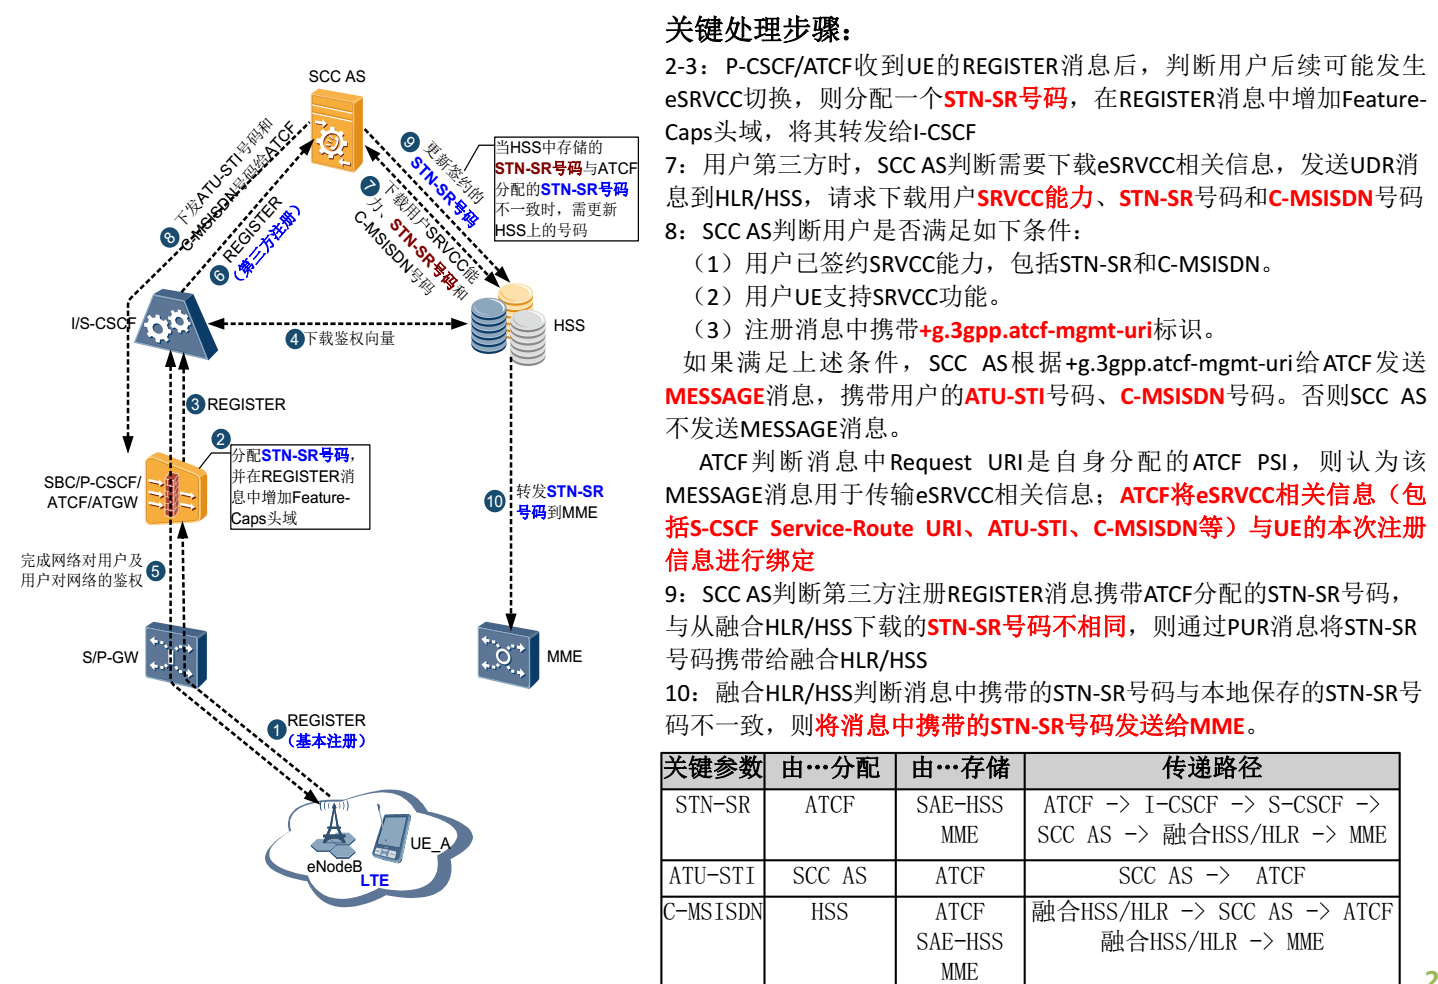 SCC AS
8 下发ATU-STI号码和
C-MSISDN号码给ATCF
6 REGISTER
（第三方注册）
9 更新签约的
STN-SR号码
7 下载用户SRVCC能
力、STN-SR号码和
C-MSISDN号码
当HSS中存储的
STN-SR号码与ATCF
分配的STN-SR号码
不一致时，需更新
HSS上的号码
I/S-CSCF
4 下载鉴权向量
HSS
3 REGISTER
2
分配STN-SR号码，
并在REGISTER消
息中增加Feature-
Caps头域
SBC/P-CSCF/
ATCF/ATGW
10 转发STN-SR
号码到MME
完成网络对用户及
用户对网络的鉴权 5
S/P-GW
MME
1 REGISTER
（基本注册）
UE_A
eNodeB
LTE
关键处理步骤：
2-3：P-CSCF/ATCF收到UE的REGISTER消息后，判断用户后续可能发生
eSRVCC切换，则分配一个STN-SR号码，在REGISTER消息中增加Feature-
Caps头域，将其转发给I-CSCF
7：用户第三方时，SCC AS判断需要下载eSRVCC相关信息，发送UDR消
息到HLR/HSS，请求下载用户SRVCC能力、STN-SR号码和C-MSISDN号码
8：SCC AS判断用户是否满足如下条件：
（1）用户已签约SRVCC能力，包括STN-SR和C-MSISDN。
（2）用户UE支持SRVCC功能。
（3）注册消息中携带+g.3gpp.atcf-mgmt-uri标识。
如果满足上述条件，SCC AS根据+g.3gpp.atcf-mgmt-uri给ATCF发送
MESSAGE消息，携带用户的ATU-STI号码、C-MSISDN号码。否则SCC AS
不发送MESSAGE消息。
ATCF判断消息中Request URI是自身分配的ATCF PSI，则认为该
MESSAGE消息用于传输eSRVCC相关信息；ATCF将eSRVCC相关信息（包
括S-CSCF Service-Route URI、ATU-STI、C-MSISDN等）与UE的本次注册
信息进行绑定
9：SCC AS判断第三方注册REGISTER消息携带ATCF分配的STN-SR号码，
与从融合HLR/HSS下载的STN-SR号码不相同，则通过PUR消息将STN-SR
号码携带给融合HLR/HSS
10：融合HLR/HSS判断消息中携带的STN-SR号码与本地保存的STN-SR号
码不一致，则将消息中携带的STN-SR号码发送给MME。
关键参数 由…分配 由…存储 传递路径
STN-SR ATCF SAE-HSS ATCF -> I-CSCF -> S-CSCF ->
MME SCC AS -> 融合HSS/HLR -> MME
ATU-STI SCC AS ATCF SCC AS -> ATCF
C-MSISDN HSS ATCF 融合HSS/HLR -> SCC AS -> ATCF
SAE-HSS 融合HSS/HLR -> MME
MME
2